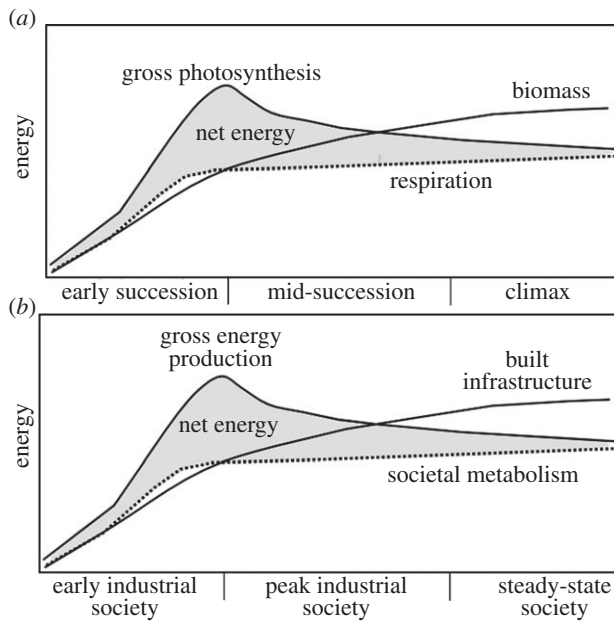 (a)
gross photosynthesis
biomass
net energy
energy
respiration
early succession
mid-succession
climax
(b)
gross energy
production
built
infrastructure
net energy
energy
societal metabolism
early industrial
society
peak industrial
society
steady-state
society